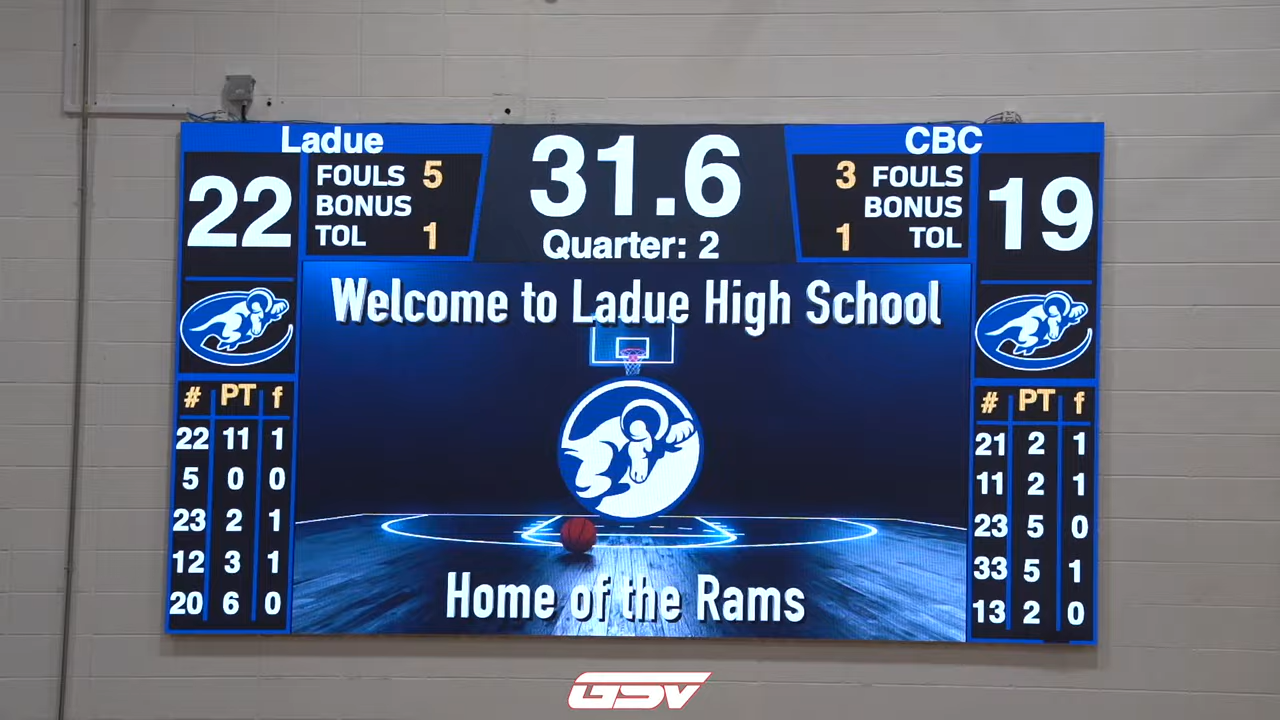 Ladue
22
FOULS 5
BONUS
TOL 1
31.6
Quarter: 2
CBC
3 FOULS
BONUS
1 TOL
19
Welcome to Ladue High School
Home of the Rams
# PT f
22 11 1
5 0 0
23 2 1
12 3 1
20 6 0
# PT f
21 2 1
11 2 1
23 5 0
33 5 1
13 2 0
GSV